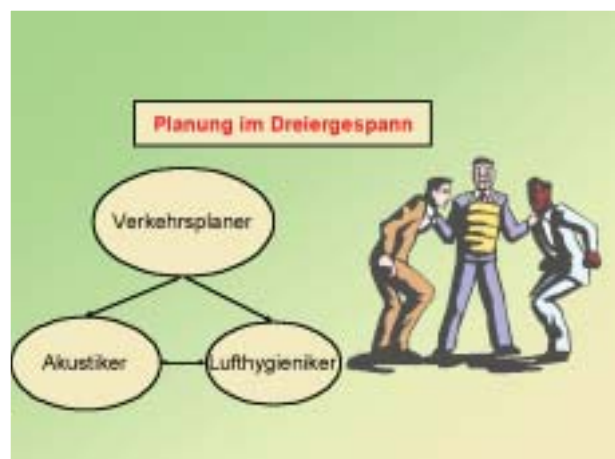 Planung im Dreiergespann
Verkehrsplaner
Akustiker
Lufthygieniker